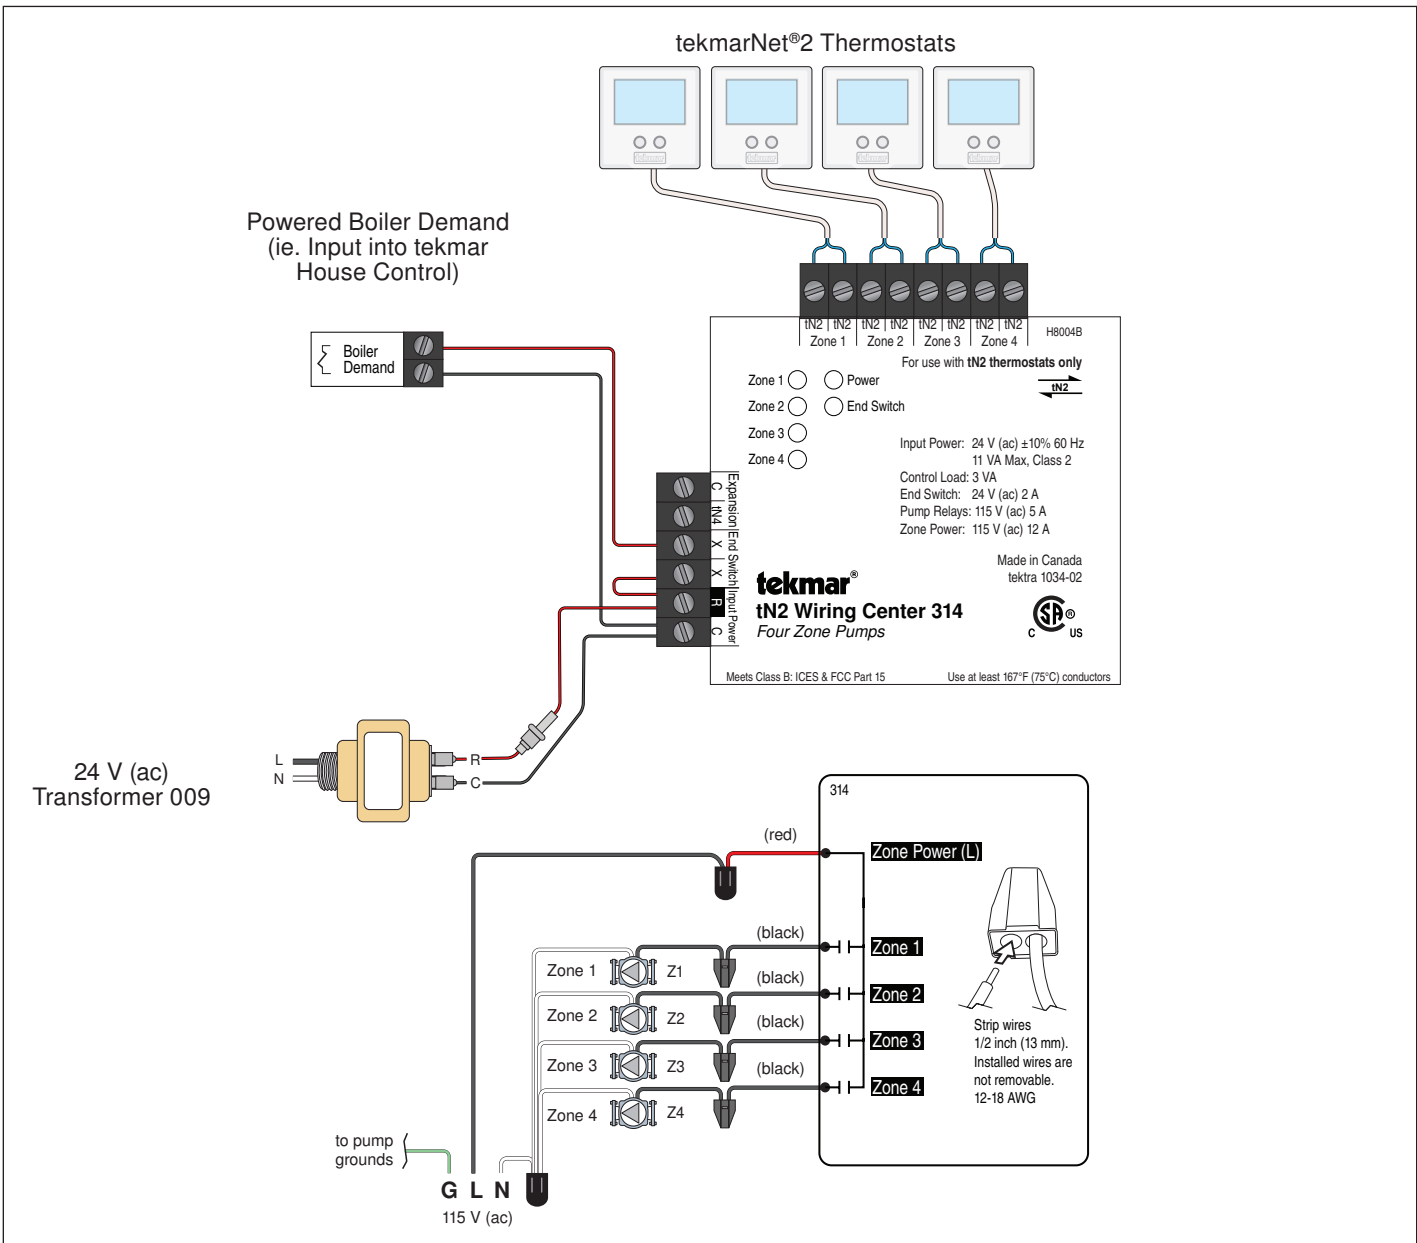 tekmarNet®2 Thermostats
tekmar
tekmar
tekmar
tekmar
Powered Boiler Demand
(ie. Input into tekmar
House Control)
Boiler
Demand
tN2 tN2 tN2 tN2 tN2 tN2 tN2 tN2
Zone 1 Zone 2 Zone 3 Zone 4
H8004B
For use with tN2 thermostats only
tN2
Zone 1 Power
Zone 2 End Switch
Zone 3
Zone 4
Input Power: 24 V (ac) ±10% 60 Hz
11 VA Max, Class 2
Control Load: 3 VA
End Switch: 24 V (ac) 2 A
Pump Relays: 115 V (ac) 5 A
Zone Power: 115 V (ac) 12 A
C
tN4
X
X
R
C
Expansion
End Switch
Input Power
Made in Canada
tektra 1034-02
tekmar®
tN2 Wiring Center 314
Four Zone Pumps
C SA ® US
Meets Class B: ICES & FCC Part 15
Use at least 167°F (75°C) conductors
24 V (ac)
Transformer 009
L
N
R
C
314
(red)
Zone Power (L)
(black)
Zone 1
Zone 1 Z1
(black)
Zone 2
Zone 2 Z2
(black)
Zone 3
Zone 3 Z3
(black)
Zone 4
Zone 4 Z4
Strip wires
1/2 inch (13 mm).
Installed wires are
not removable.
12-18 AWG
to pump
grounds
G L N
115 V (ac)